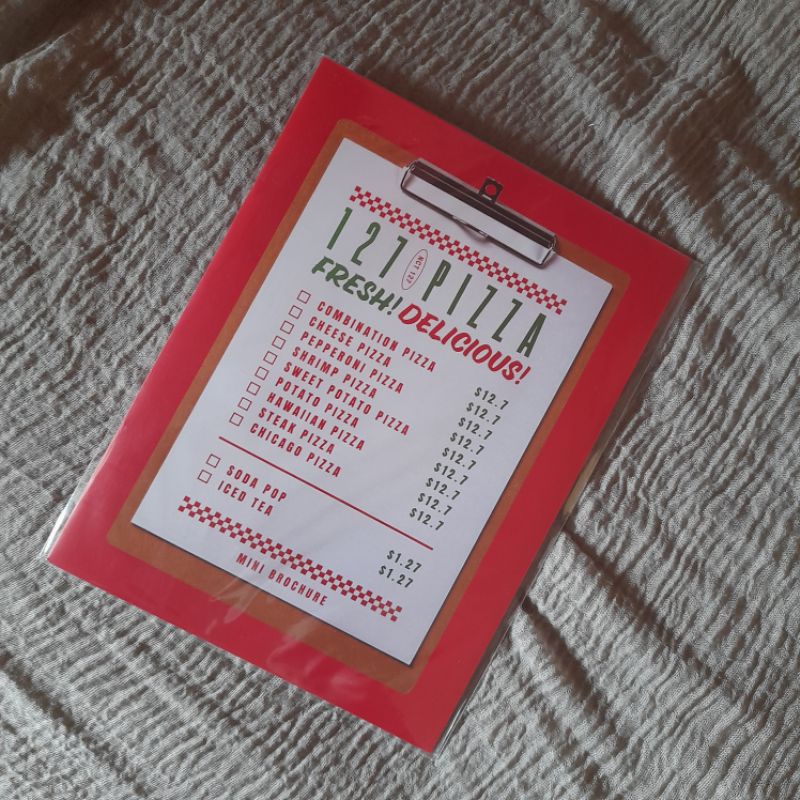 127 NCT 127 PIZZA
FRESH! DELICIOUS!
COMBINATION PIZZA $12.7
CHEESE PIZZA $12.7
PEPPERONI PIZZA $12.7
SHRIMP PIZZA $12.7
SWEET POTATO PIZZA $12.7
POTATO PIZZA $12.7
HAWAIIAN PIZZA $12.7
STEAK PIZZA $12.7
CHICAGO PIZZA $12.7
SODA POP $1.27
ICED TEA $1.27
MINI BROCHURE